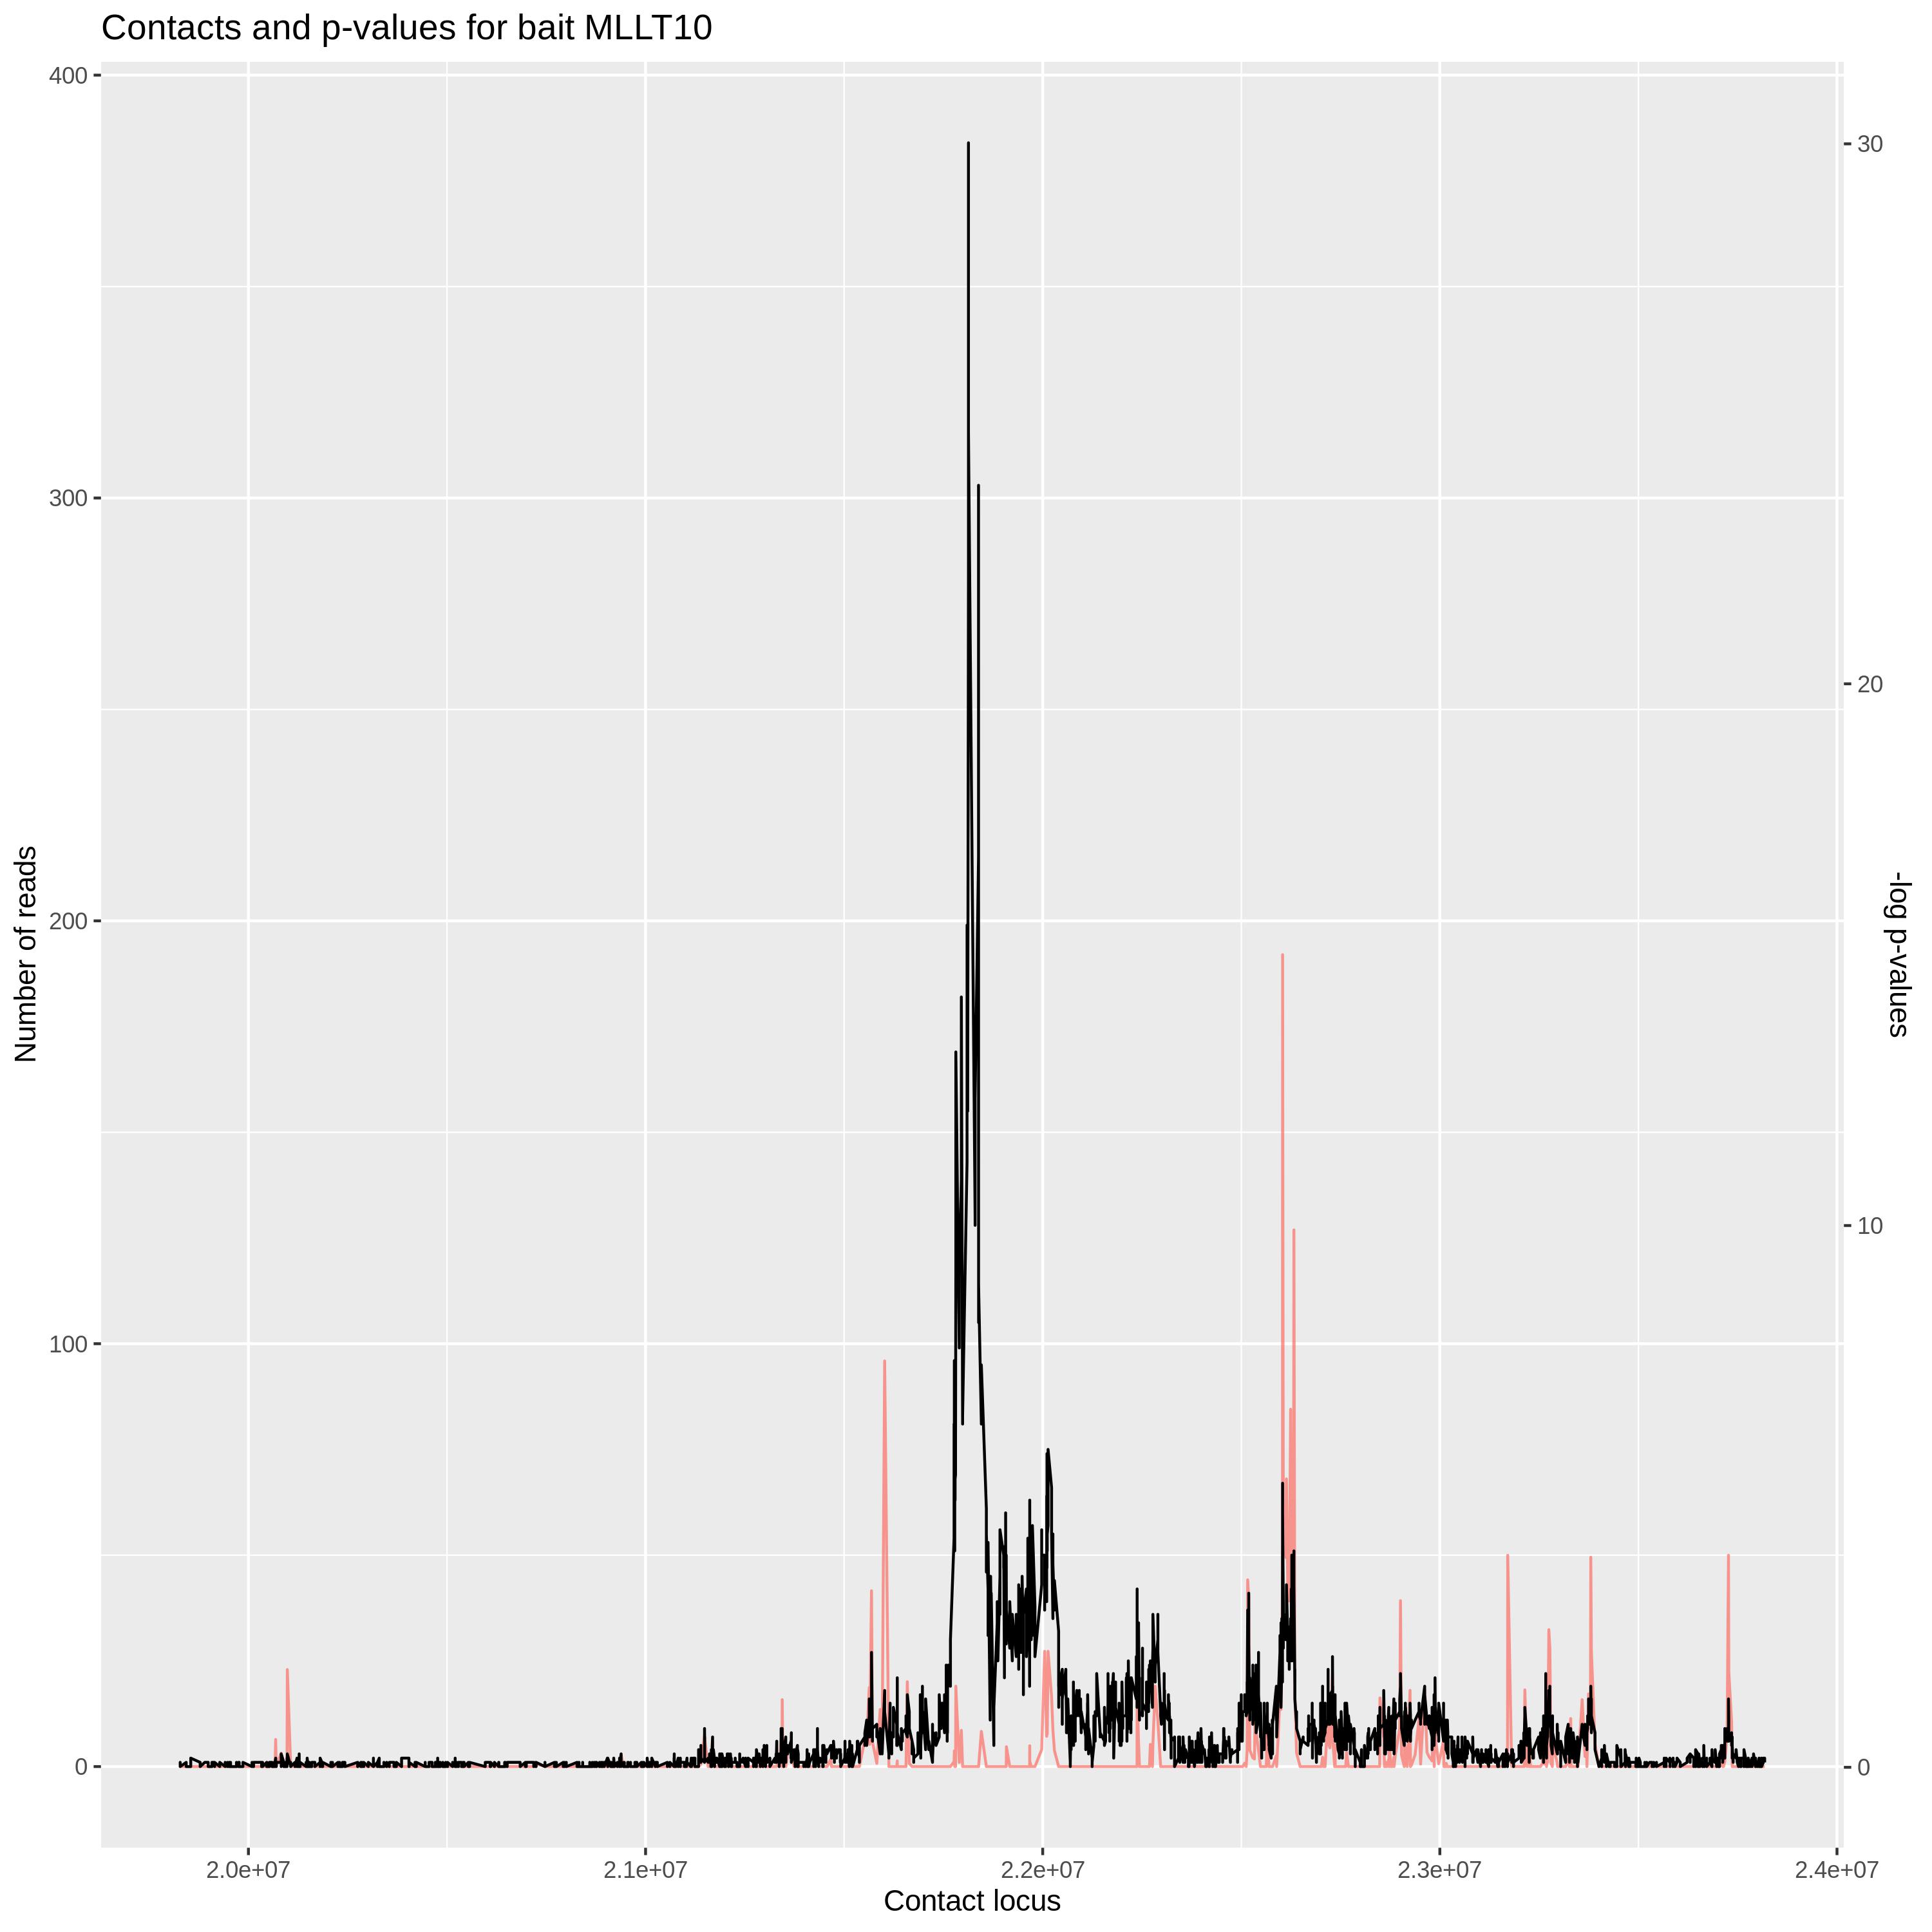 Contacts and p-values for bait MLLT10
400
300
200
100
0
Number of reads
30
20
10
0
-log p-values
2.0e+07
2.1e+07
2.2e+07
2.3e+07
2.4e+07
Contact locus